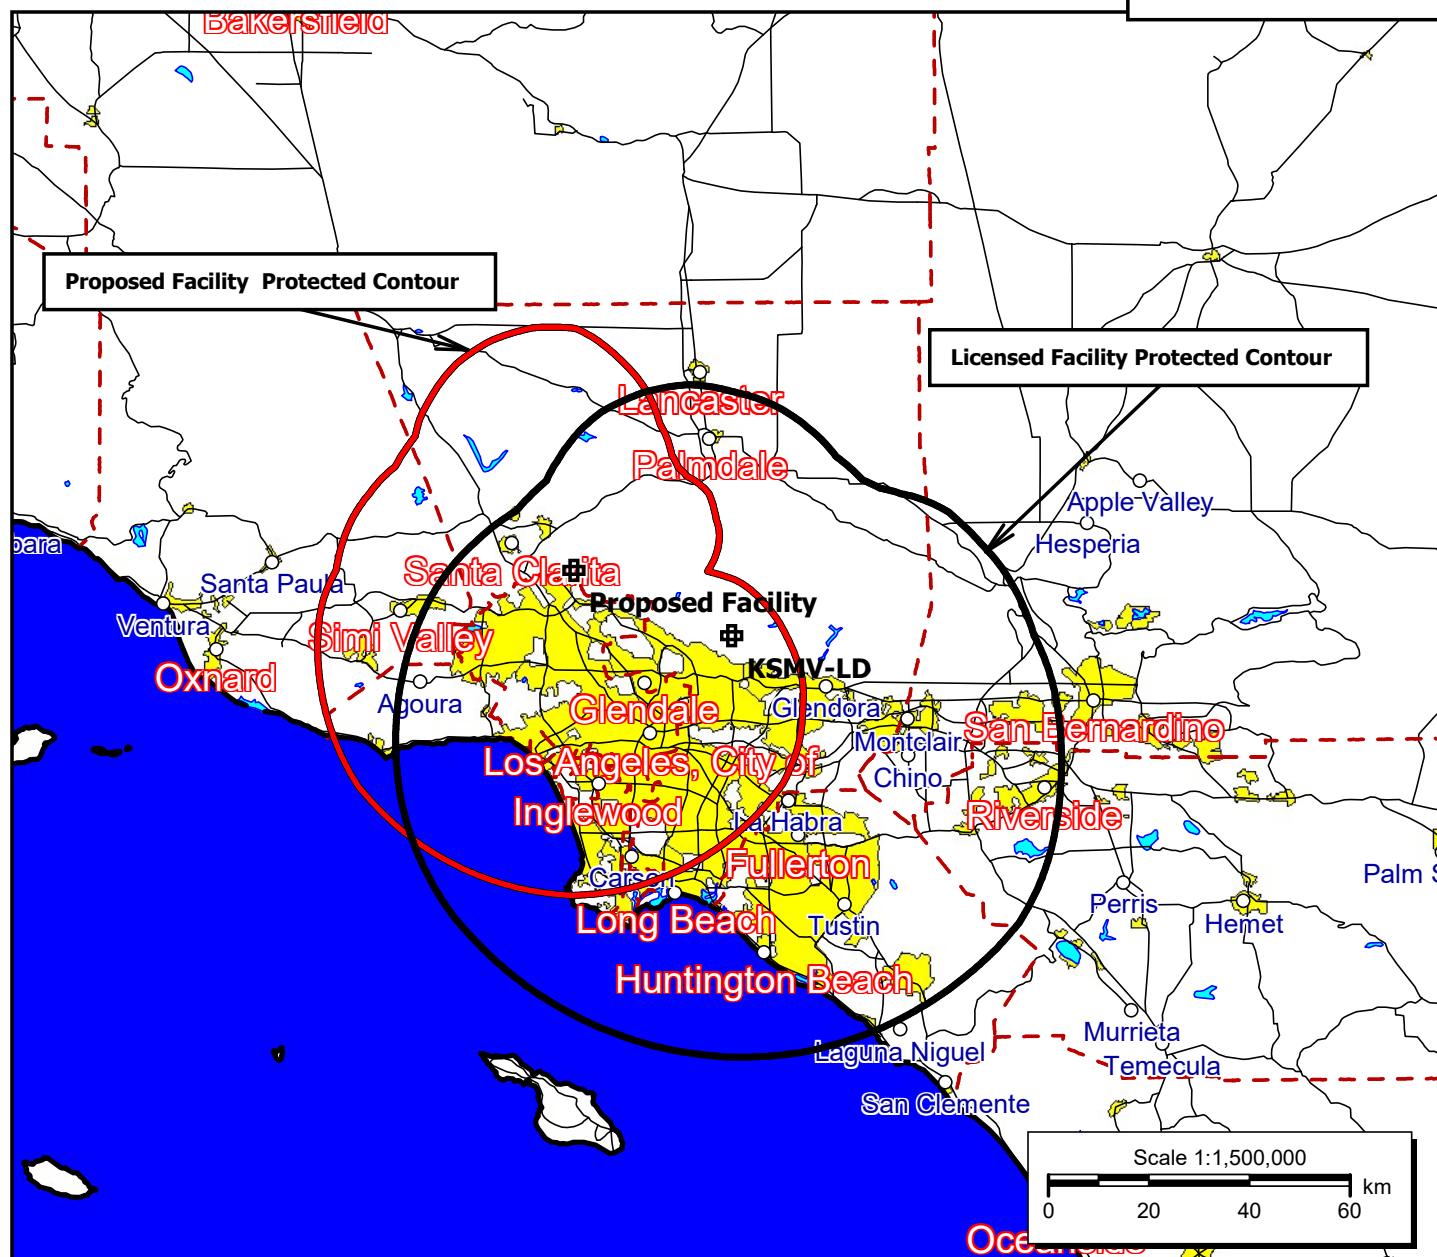 Bakersfield
Proposed Facility Protected Contour
Licensed Facility Protected Contour
Lancaster
Palmdale
Apple Valley
Hesperia
bara
Santa Paula
Santa Clarita
Proposed Facility
Ventura
Simi Valley
Oxnard
KSMV-LD
Agoura
Glendale
Glendora
San Bernardino
Montclair
Los Angeles, City of
Chino
Inglewood
La Habra
Riverside
Fullerton
Carson
Palm S
Long Beach
Tustin
Perris
Hemet
Huntington Beach
Murrieta
Laguna Niguel
Temecula
San Clemente
Scale 1:1,500,000
km
0 20 40 60
Oceanside